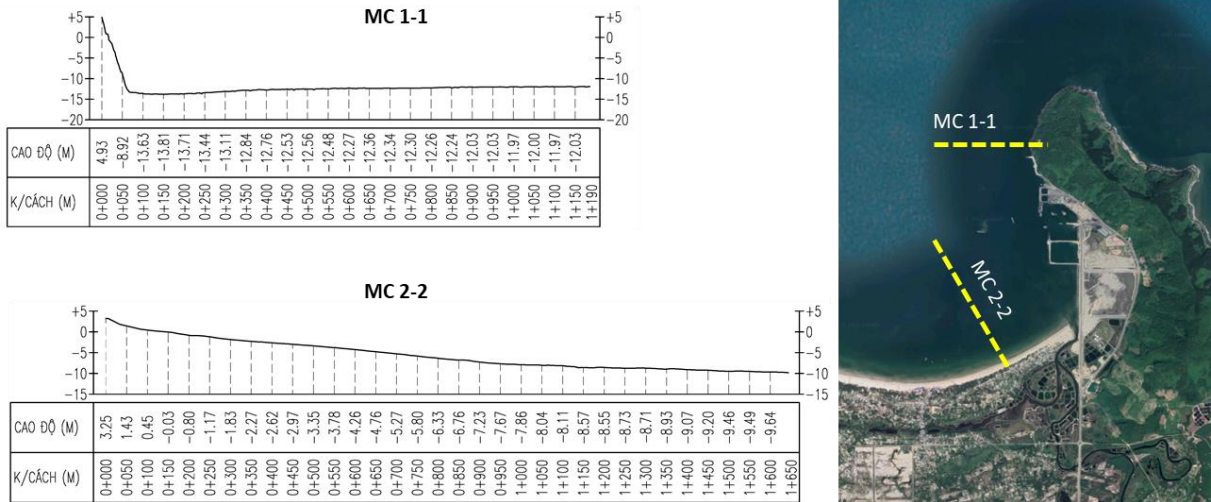 MC 1-1
+5 +5
0 0
-5 -5
-10 -10
-15 -15
-20 -20
CAO ĐỘ (M) 4.93 -8.92 -13.63 -13.81 -13.71 -13.44 -13.11 -12.84 -12.76 -12.53 -12.56 -12.48 -12.27 -12.36 -12.34 -12.30 -12.26 -12.24 -12.03 -12.03 -11.97 -12.00 -11.97 -12.03
K/CÁCH (M) 0+000 0+050 0+100 0+150 0+200 0+250 0+300 0+350 0+400 0+450 0+500 0+550 0+600 0+650 0+700 0+750 0+800 0+850 0+900 0+950 1+000 1+050 1+100 1+150 1+190
MC 2-2
+5 +5
0 0
-5 -5
-10 -10
-15 -15
CAO ĐỘ (M) 3.25 1.43 0.45 -0.03 -0.80 -1.17 -1.83 -2.27 -2.62 -2.97 -3.35 -3.78 -4.26 -4.76 -5.27 -5.80 -6.33 -6.76 -7.23 -7.67 -7.86 -8.04 -8.11 -8.57 -8.55 -8.73 -8.71 -8.93 -9.07 -9.20 -9.46 -9.49 -9.64
K/CÁCH (M) 0+000 0+050 0+100 0+150 0+200 0+250 0+300 0+350 0+400 0+450 0+500 0+550 0+600 0+650 0+700 0+750 0+800 0+850 0+900 0+950 1+000 1+050 1+100 1+150 1+200 1+250 1+300 1+350 1+400 1+450 1+500 1+550 1+600 1+650
MC 1-1
MC 2-2